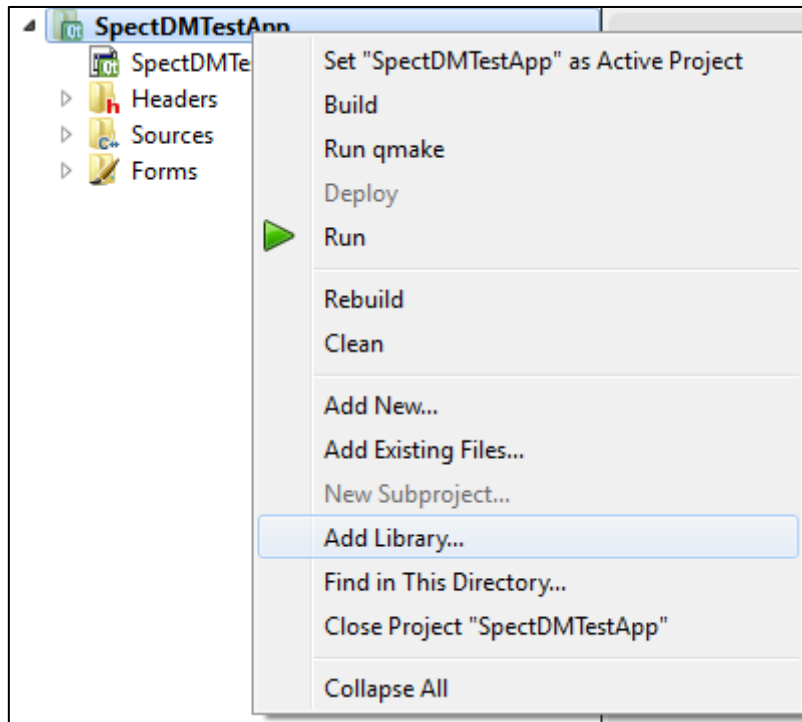 SpectDMTestApp
SpectDMTe
Headers
Sources
Forms
Set "SpectDMTestApp" as Active Project
Build
Run qmake
Deploy
Run
Rebuild
Clean
Add New...
Add Existing Files...
New Subproject...
Add Library...
Find in This Directory...
Close Project "SpectDMTestApp"
Collapse All